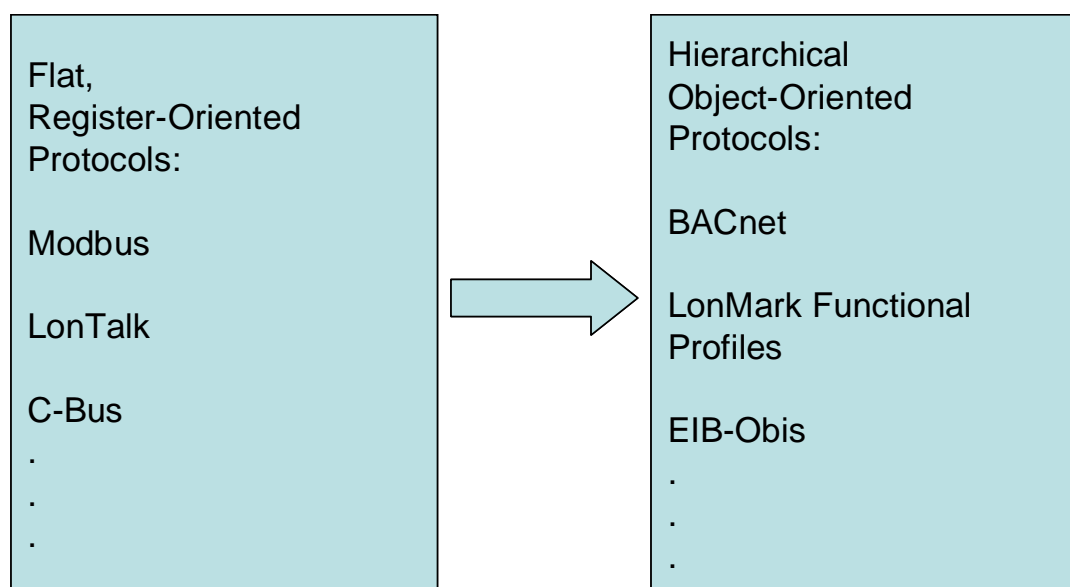 Flat,
Register-Oriented
Protocols:
Modbus
LonTalk
C-Bus
.
.
.
Hierarchical
Object-Oriented
Protocols:
BACnet
LonMark Functional
Profiles
EIB-Obis
.
.
.